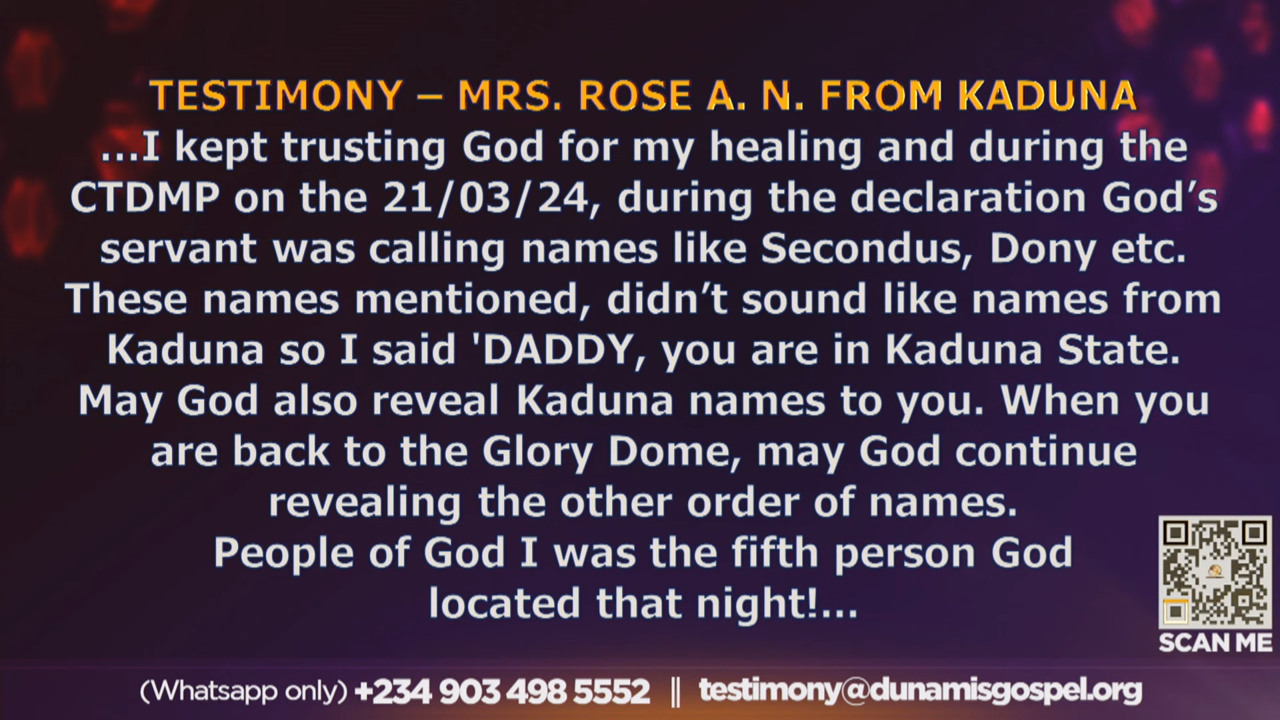 TESTIMONY – MRS. ROSE A. N. FROM KADUNA
...I kept trusting God for my healing and during the
CTDMP on the 21/03/24, during the declaration God’s
servant was calling names like Secondus, Dony etc.
These names mentioned, didn’t sound like names from
Kaduna so I said 'DADDY, you are in Kaduna State.
May God also reveal Kaduna names to you. When you
are back to the Glory Dome, may God continue
revealing the other order of names.
People of God I was the fifth person God
located that night!...
SCAN ME
(Whatsapp only) +234 903 498 5552 || testimony@dunamisgospel.org